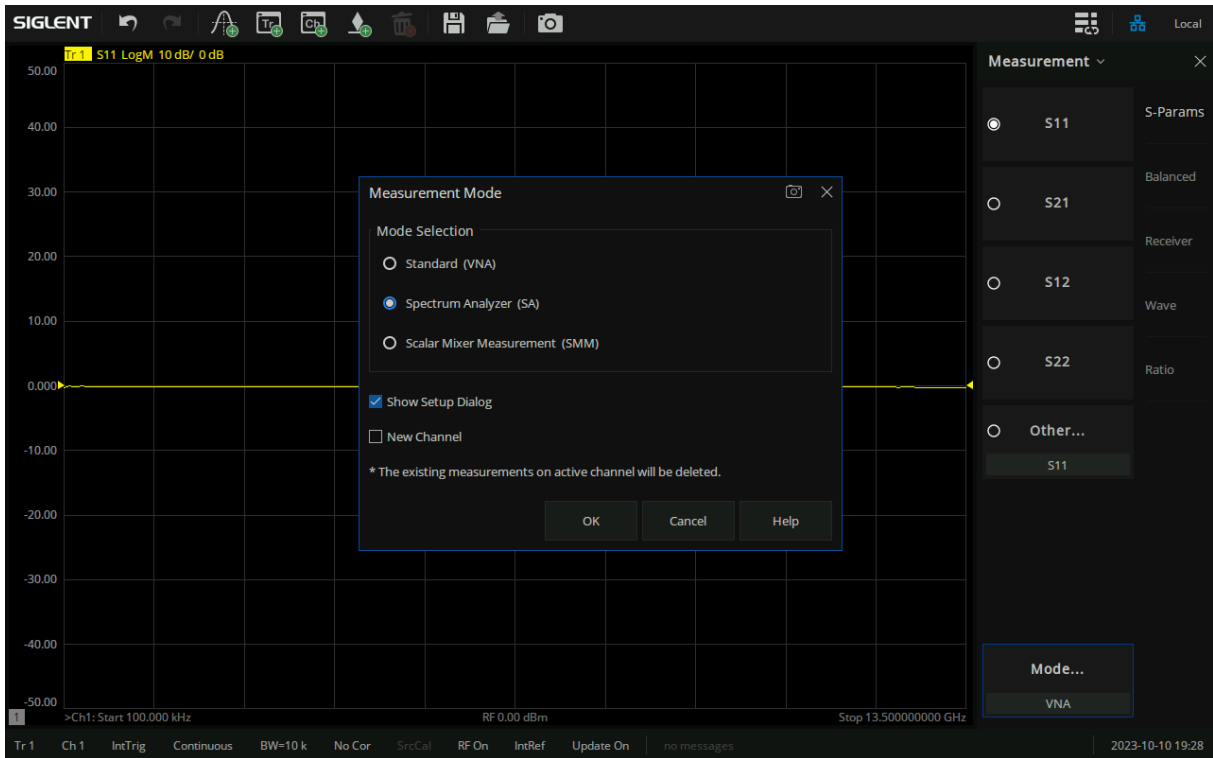 SIGLENT Tr Ch Local
Tr 1 S11 LogM 10 dB/ 0 dB
50.00
40.00
30.00
20.00
10.00
0.000
-10.00
-20.00
-30.00
-40.00
-50.00
1 >Ch1: Start 100.000 kHz RF 0.00 dBm Stop 13.500000000 GHz
Measurement Mode
Mode Selection
Standard (VNA)
Spectrum Analyzer (SA)
Scalar Mixer Measurement (SMM)
Show Setup Dialog
New Channel
* The existing measurements on active channel will be deleted.
OK Cancel Help
Measurement
S11
S21
S12
S22
Other...
S11
Mode...
VNA
S-Params
Balanced
Receiver
Wave
Ratio
Tr 1 Ch 1 IntTrig Continuous BW=10 k No Cor SrcCal RF On IntRef Update On no messages 2023-10-10 19:28